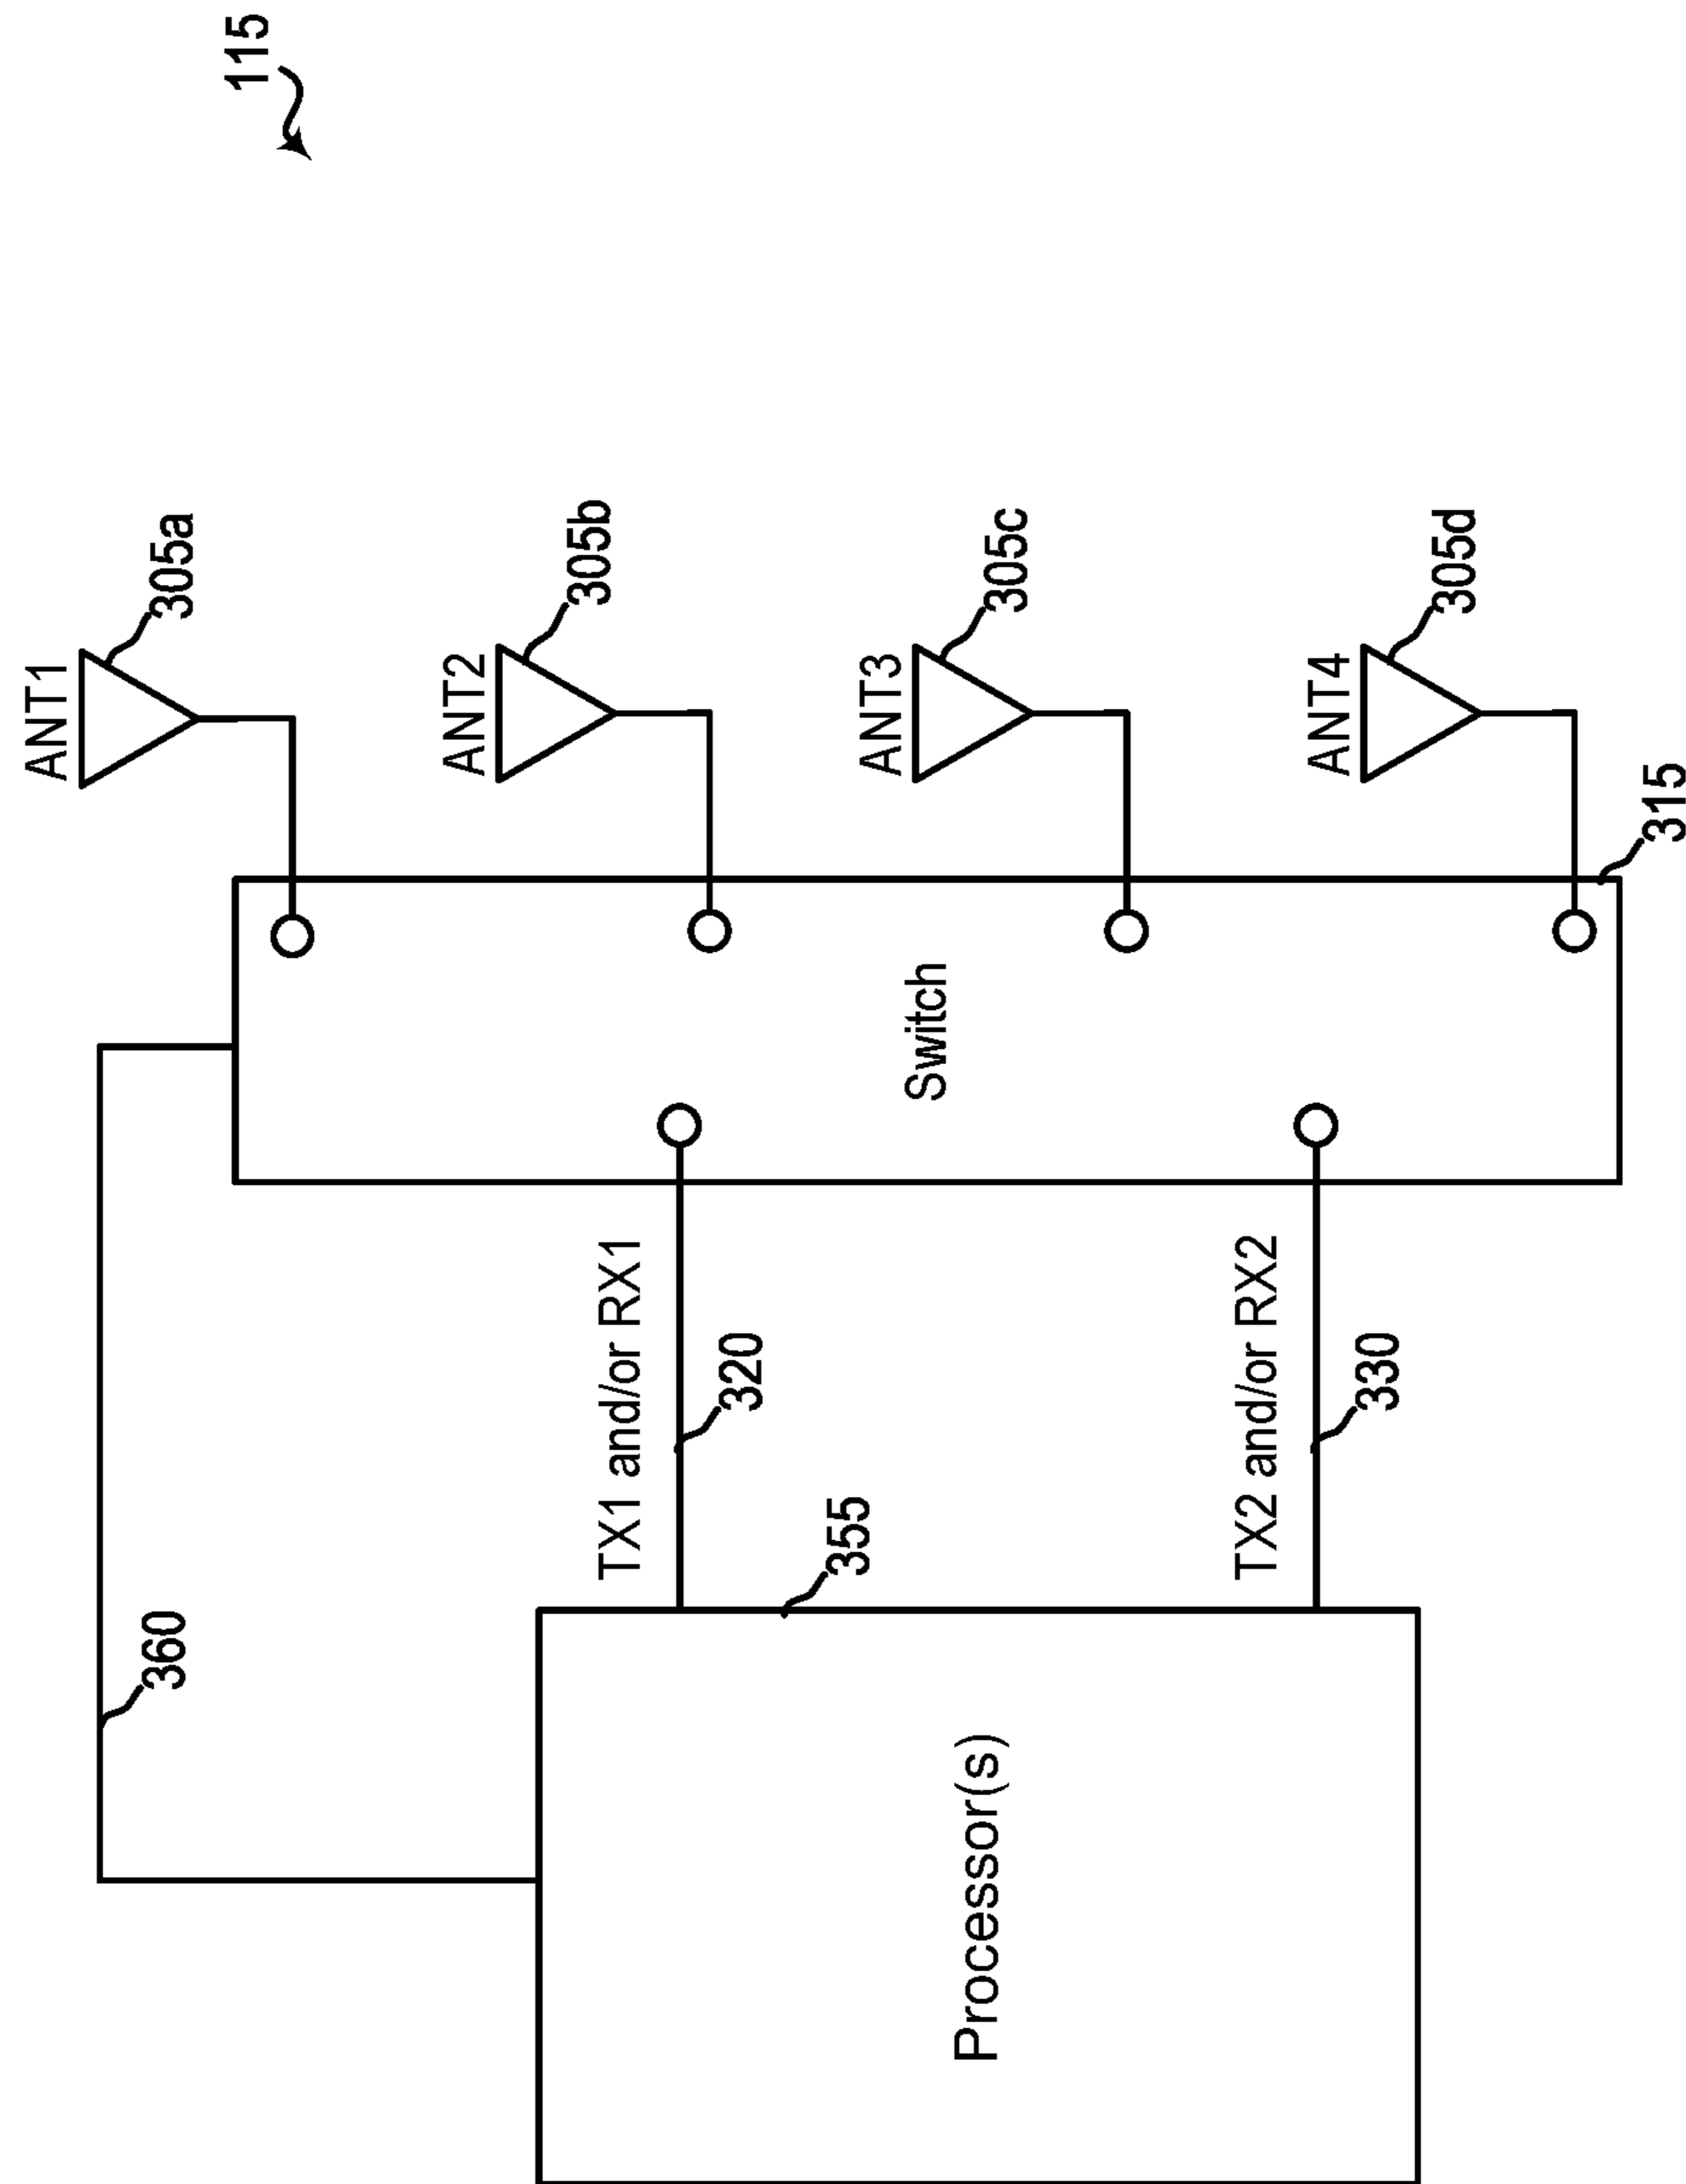 115
ANT1
305a
ANT2
305b
ANT3
305c
ANT4
305d
315
Switch
TX1 and/or RX1
320
TX2 and/or RX2
330
355
360
Processor(s)